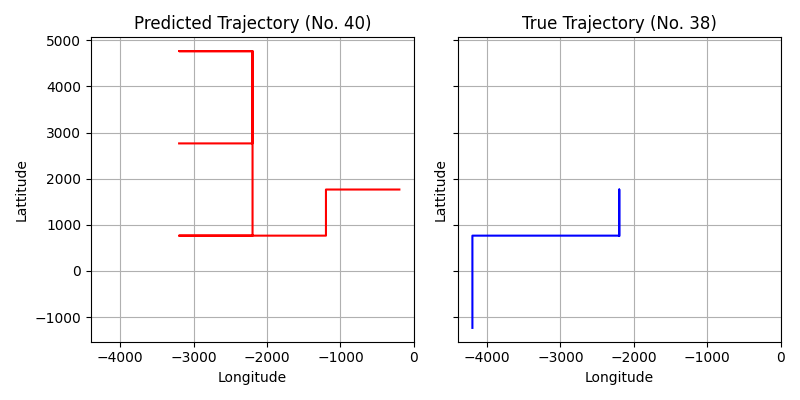 Predicted Trajectory (No. 40)
True Trajectory (No. 38)
5000
4000
3000
2000
1000
0
−1000
Lattitude
Lattitude
−4000 −3000 −2000 −1000 0
−4000 −3000 −2000 −1000 0
Longitude
Longitude